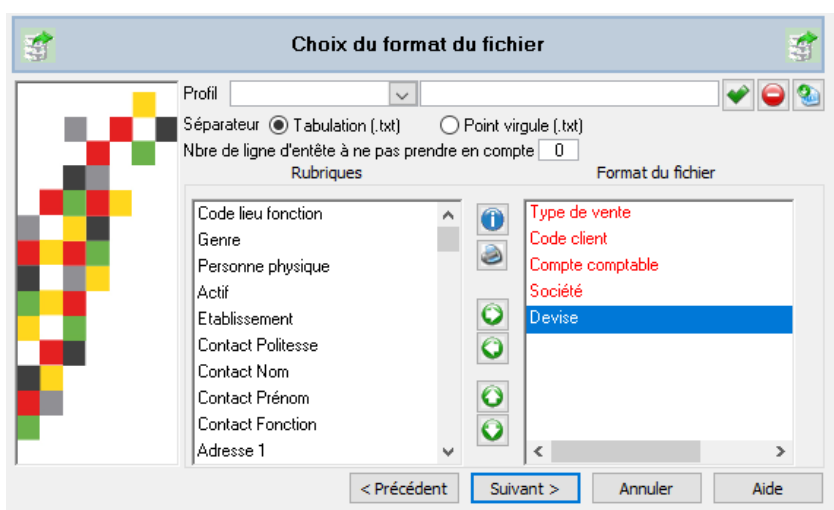 Choix du format du fichier
Profil
Séparateur Tabulation (.txt) Point virgule (.txt)
Nbre de ligne d'entête à ne pas prendre en compte 0
Rubriques
Format du fichier
Code lieu fonction
Genre
Personne physique
Actif
Etablissement
Contact Politesse
Contact Nom
Contact Prénom
Contact Fonction
Adresse 1
Type de vente
Code client
Compte comptable
Société
Devise
< Précédent
Suivant >
Annuler
Aide